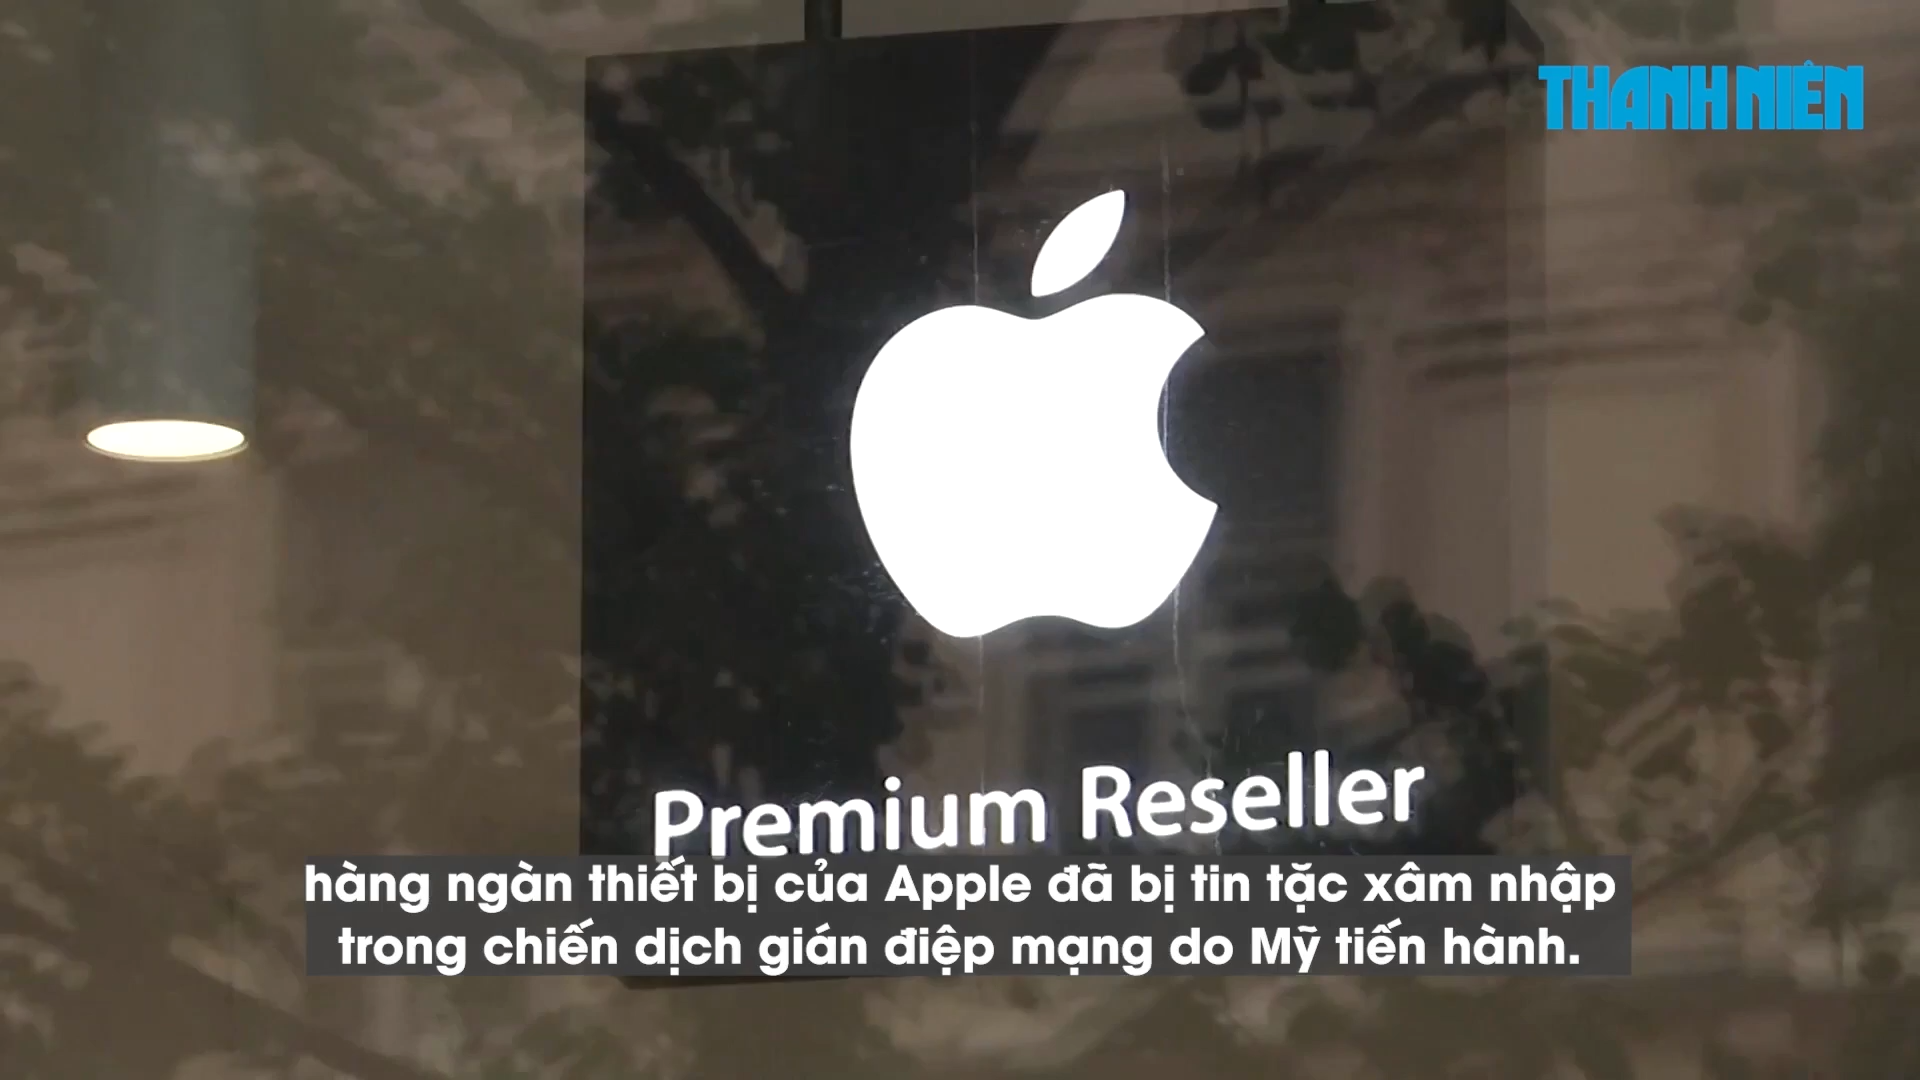 THANH NIÊN
Premium Reseller
hàng ngàn thiết bị của Apple đã bị tin tặc xâm nhập
trong chiến dịch gián điệp mạng do Mỹ tiến hành.